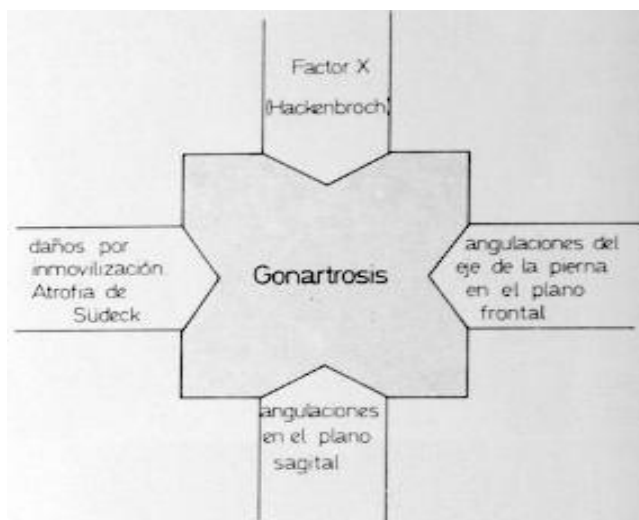 Factor X
(Hackenbroch)
daños por
inmovilización.
Atrofia de
Südeck
Gonartrosis
angulaciones del
eje de la pierna
en el plano
frontal
angulaciones
en el plano
sagital